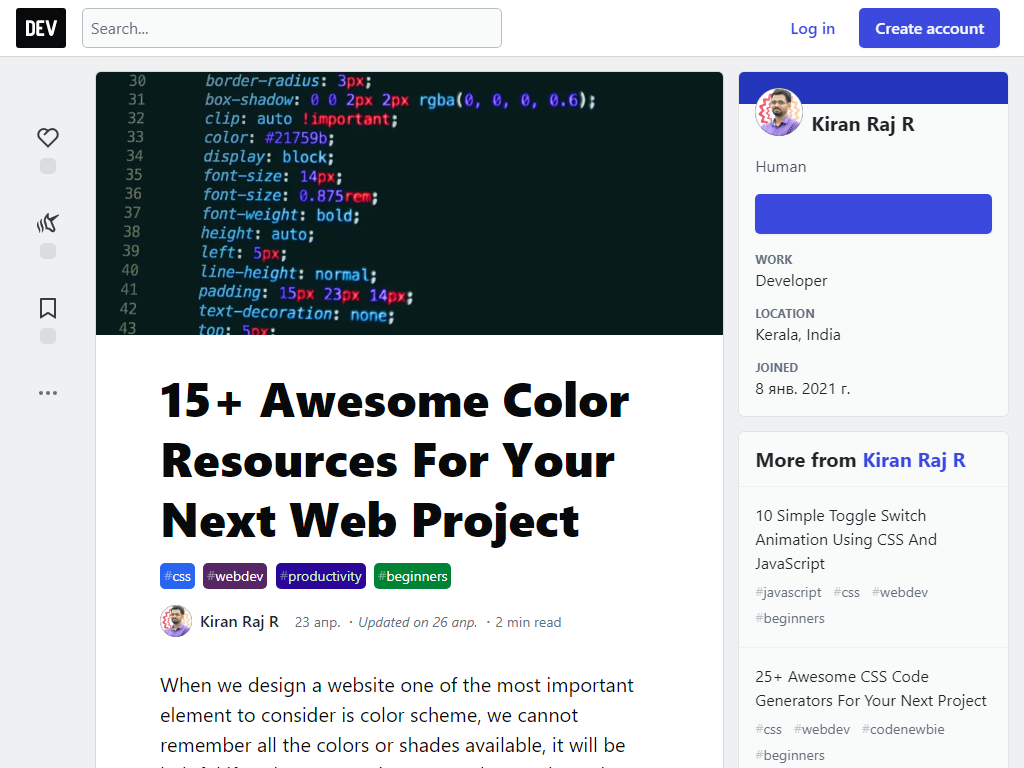 DEV
Search...
Log in
Create account
30 border-radius: 3px;
31 box-shadow: 0 0 2px 2px rgba(0, 0, 0, 0.6);
32 clip: auto !important;
33 color: #21759b;
34 display: block;
35 font-size: 14px;
36 font-size: 0.875rem;
37 font-weight: bold;
38 height: auto;
39 left: 5px;
40 line-height: normal;
41 padding: 15px 23px 14px;
42 text-decoration: none;
43 top: 5px;
15+ Awesome Color
Resources For Your
Next Web Project
#css #webdev #productivity #beginners
Kiran Raj R 23 апр. · Updated on 26 апр. · 2 min read
When we design a website one of the most important
element to consider is color scheme, we cannot
remember all the colors or shades available, it will be
Kiran Raj R
Human
WORK
Developer
LOCATION
Kerala, India
JOINED
8 янв. 2021 г.
More from Kiran Raj R
10 Simple Toggle Switch
Animation Using CSS And
JavaScript
#javascript #css #webdev
#beginners
25+ Awesome CSS Code
Generators For Your Next Project
#css #webdev #codenewbie
#beginners